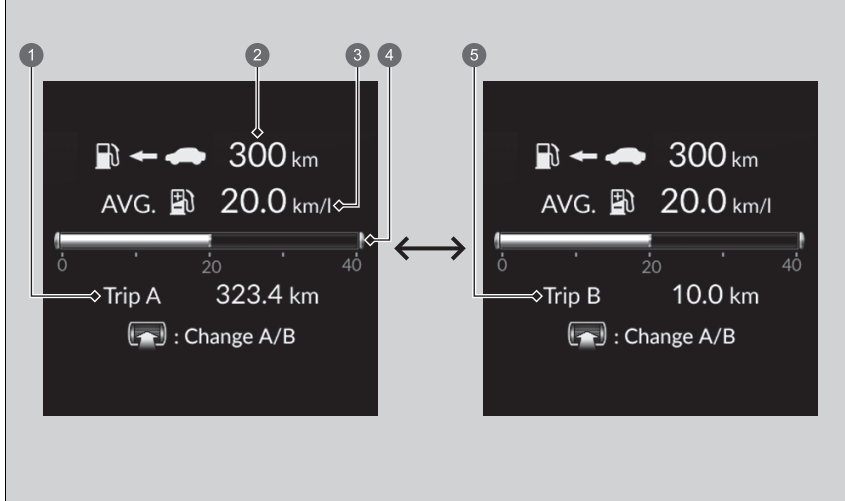 1 2 3 4 5
300 km
AVG. 20.0 km/l
0 20 40
Trip A 323.4 km
: Change A/B
300 km
AVG. 20.0 km/l
0 20 40
Trip B 10.0 km
: Change A/B